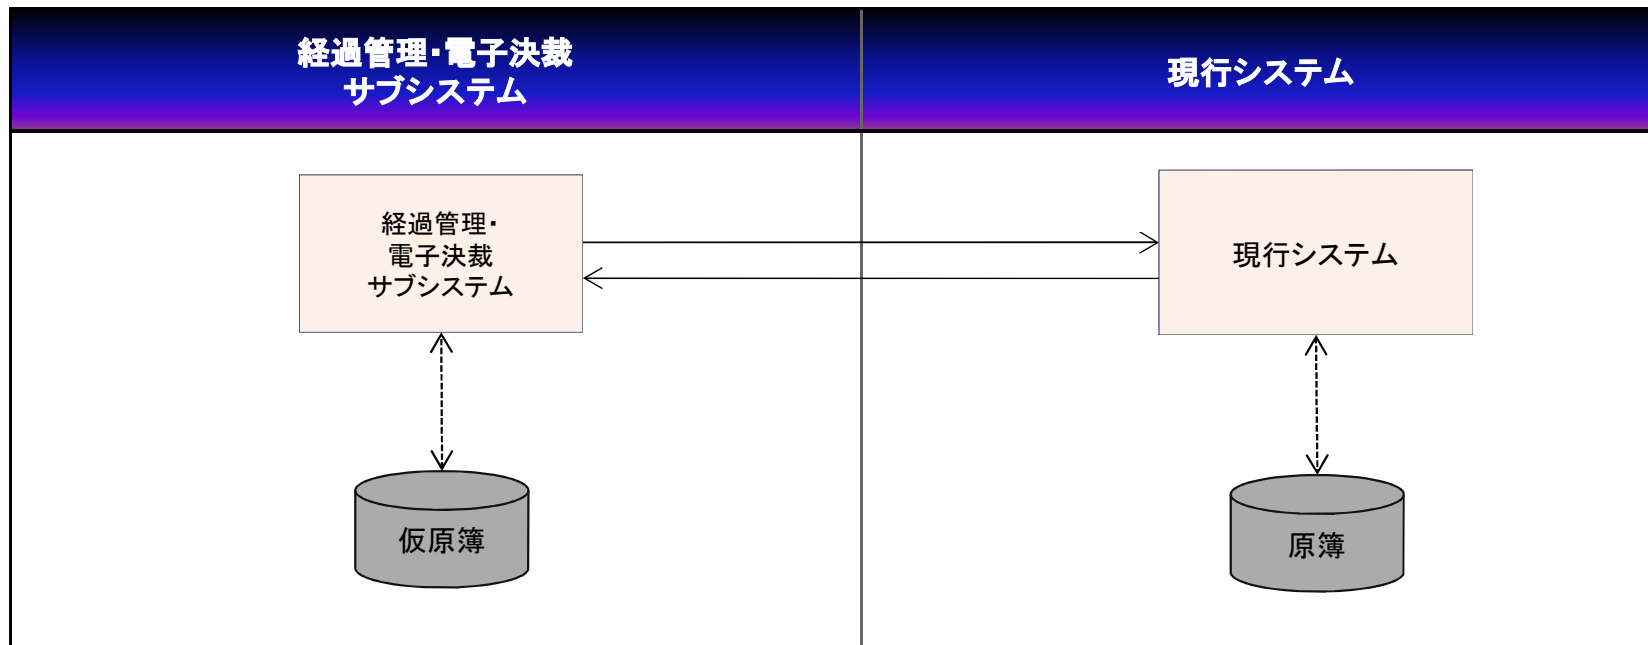 経過管理・電子決裁
サブシステム
現行システム
経過管理・
電子決裁
サブシステム
現行システム
仮原簿
原簿